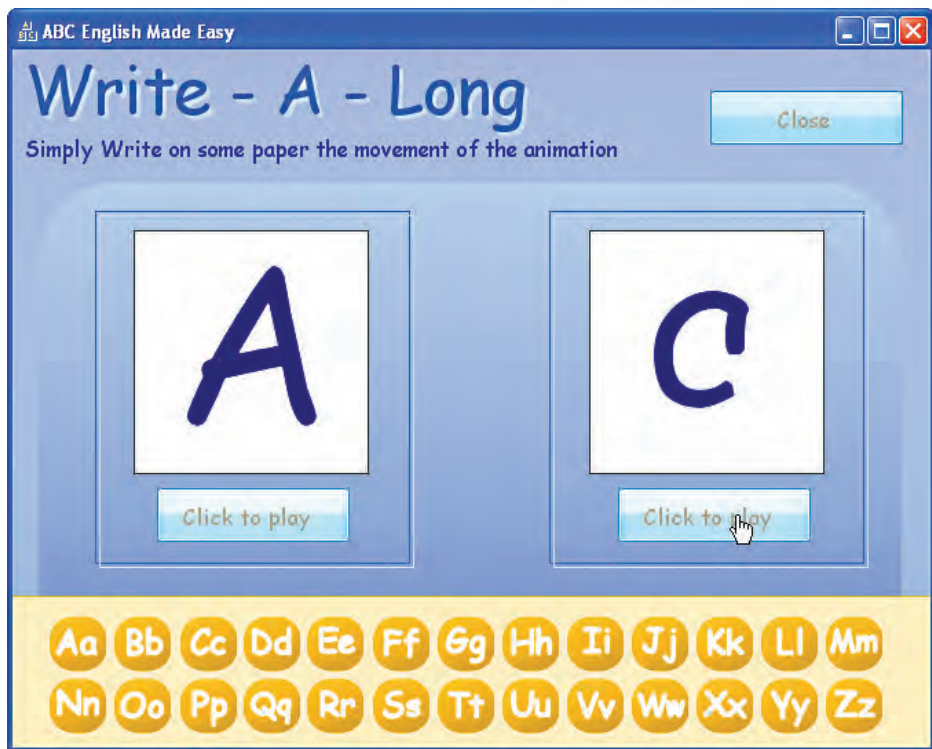 ABC English Made Easy
Write - A - Long
Close
Simply Write on some paper the movement of the animation
A
C
Click to play
Click to play
Aa Bb Cc Dd Ee Ff Gg Hh Ii Jj Kk Ll Mm
Nn Oo Pp Qq Rr Ss Tt Uu Vv Ww Xx Yy Zz